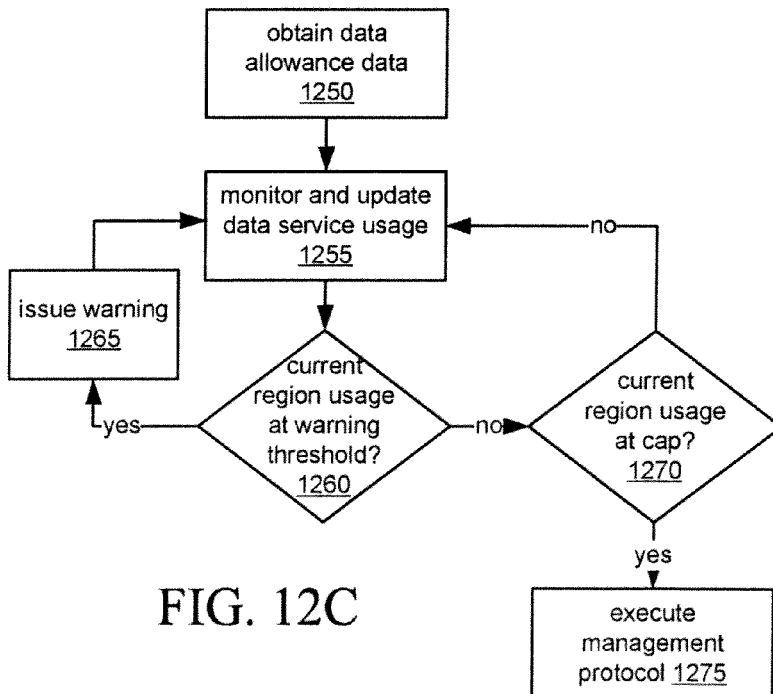 obtain data
allowance data
1250
monitor and update
data service usage
1255
no
issue warning
1265
current
region usage
at warning
threshold?
1260
yes
no
current
region usage
at cap?
1270
yes
execute
management
protocol 1275
FIG. 12C